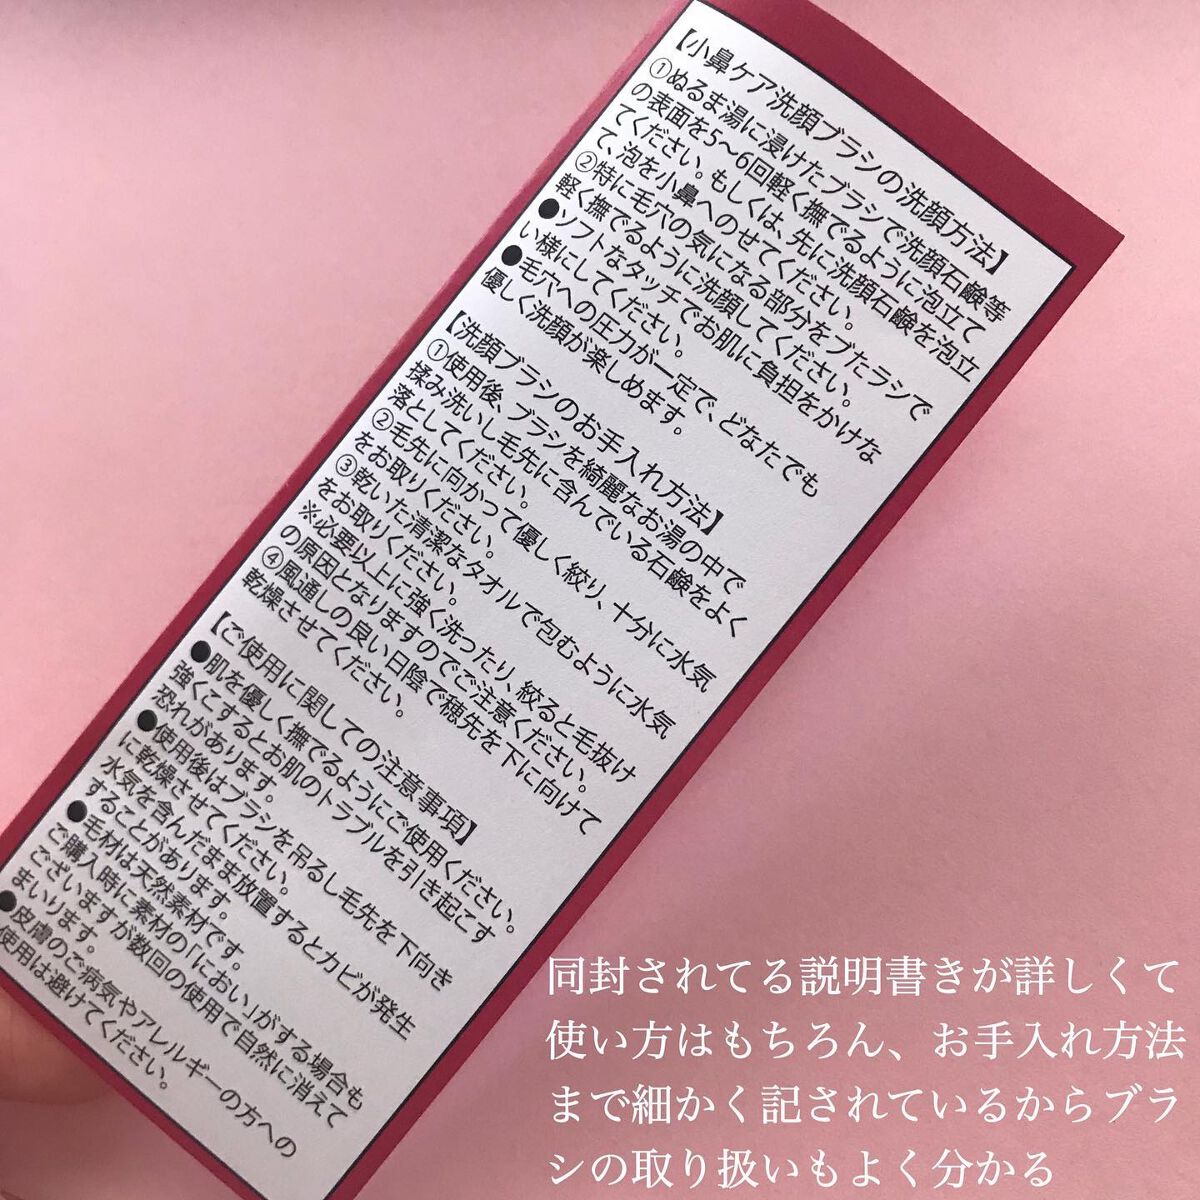 【小鼻ケア洗顔ブラシの洗顔方法】
①ぬるま湯に浸けたブラシで洗顔石鹸等
の表面を5〜6回軽く撫でるように泡立て
てください。もしくは、先に洗顔石鹸を泡立
て、泡を小鼻へのせてください。
②特に毛穴の気になる部分をブたラシで
軽く撫でるように洗顔してください。
●ソフトなタッチでお肌に負担をかけな
い様にしてください。
●毛穴への圧力が一定で、どなたでも
優しく洗顔が楽しめます。
【洗顔ブラシのお手入れ方法】
①使用後、ブラシを綺麗なお湯の中で
揉み洗いし毛先に含んでいる石鹸をよく
落としてください。
②毛先に向かって優しく絞り、十分に水気
をお取りください。
③乾いた清潔なタオルで包むように水気
をお取りください。
※必要以上に強く洗ったり、絞ると毛抜け
の原因となりますのでご注意ください。
④風通しの良い日陰で穂先を下に向けて
乾燥させてください。
【ご使用に関しての注意事項】
●肌を優しく撫でるようにご使用ください。
強くこするとお肌のトラブルを引き起こす
恐れがあります。
●使用後はブラシを吊るし毛先を下向き
に乾燥させてください。
水気を含んだまま放置するとカビが発生
することがあります。
●毛材は天然素材です。
ご購入時に素材の「におい」がする場合も
ございますが数回の使用で自然に消えて
まいります。
●皮膚のご病気やアレルギーの方への
使用は避けてください。
同封されてる説明書きが詳しくて
使い方はもちろん、お手入れ方法
まで細かく記されているからブラ
シの取り扱いもよく分かる